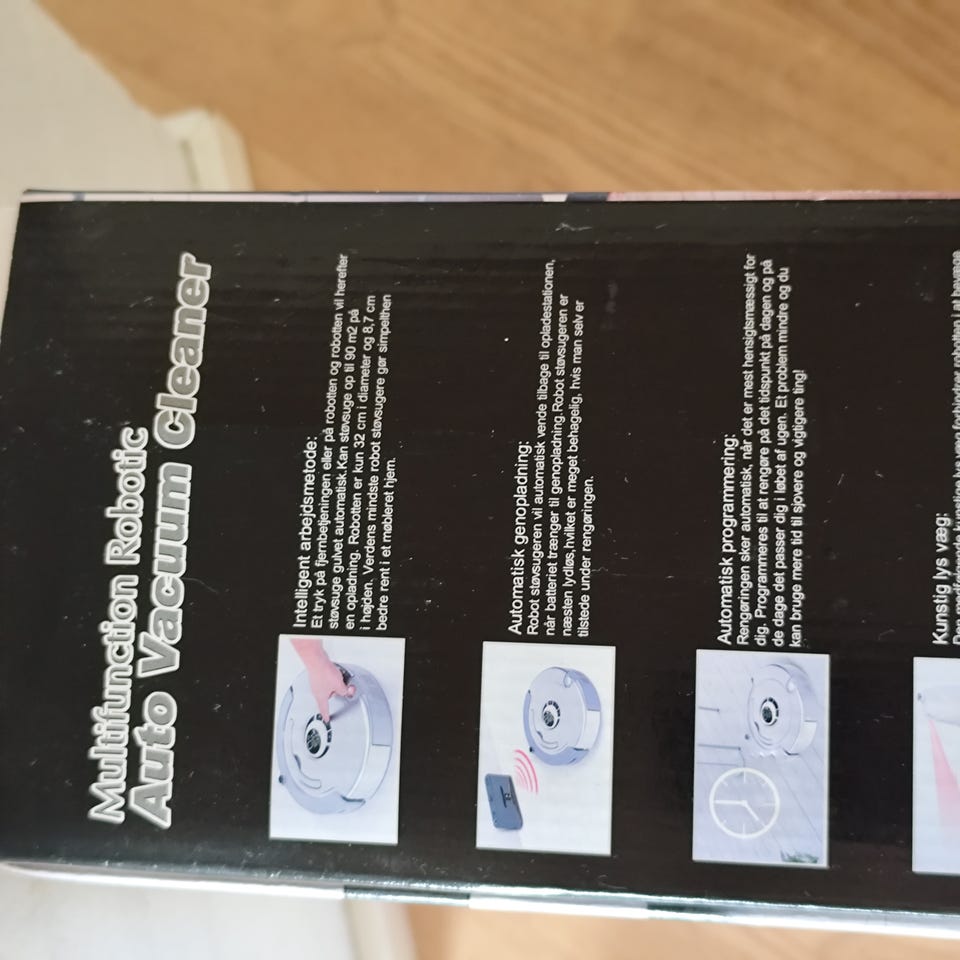 Multifunction Robotic
Auto Vacuum Cleaner
Intelligent arbejdsmetode:
Et tryk på fjernbetjeningen eller på robotten og robotten vil herefter
støvsuge gulvet automatisk.Kan støvsuge op til 90 m2 på
en opladning. Robotten er kun 32 cm i diameter og 8,7 cm
i højden. Verdens mindste robot støvsugere gør simpelthen
bedre rent i et møbleret hjem.
Automatisk genopladning:
Robot støvsugeren vil automatisk vende tilbage til opladestationen,
når batteriet trænger til genopladning.Robot støvsugeren er
næsten lydløs,hvilket er meget behagelig, hvis man selv er
tilstede under rengøringen.
Automatisk programmering:
Rengøringen sker automatisk, når det er mest hensigtsmæssigt for
dig. Programmeres til at rengøre på det tidspunkt på dagen og på
de dage det passer dig i løbet af ugen. Et problem mindre og du
kan bruge mere tid til sjovere og vigtigere ting!
Kunstig lys væg: